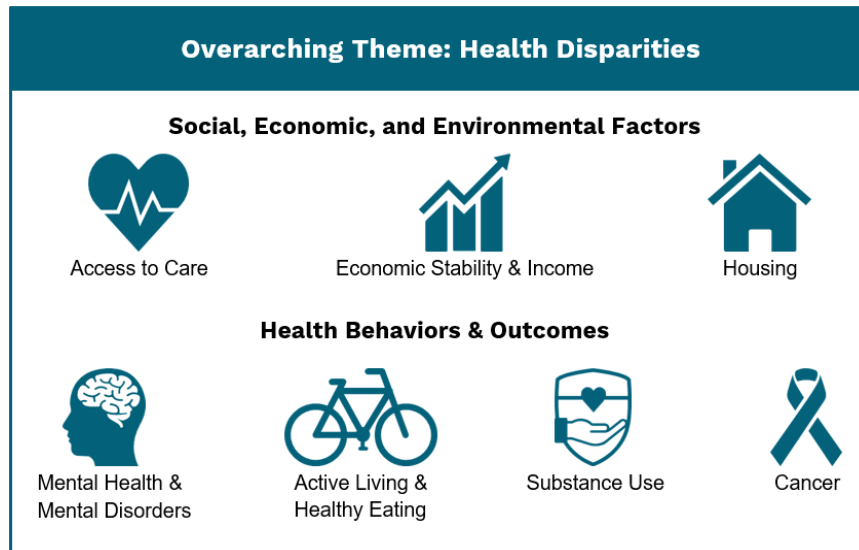 Overarching Theme: Health Disparities
Social, Economic, and Environmental Factors
Access to Care
Economic Stability & Income
Housing
Health Behaviors & Outcomes
Mental Health &
Mental Disorders
Active Living &
Healthy Eating
Substance Use
Cancer